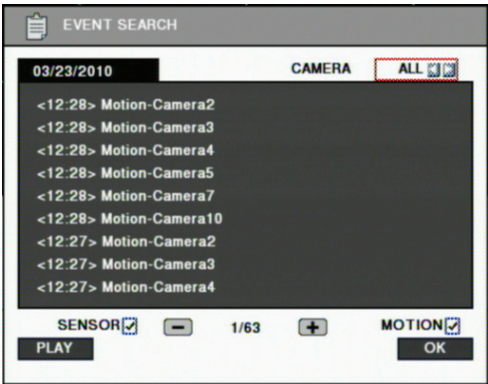 EVENT SEARCH
03/23/2010 CAMERA ALL
<12:28> Motion-Camera2
<12:28> Motion-Camera3
<12:28> Motion-Camera4
<12:28> Motion-Camera5
<12:28> Motion-Camera7
<12:28> Motion-Camera10
<12:27> Motion-Camera2
<12:27> Motion-Camera3
<12:27> Motion-Camera4
SENSOR 1/63 MOTION
PLAY OK